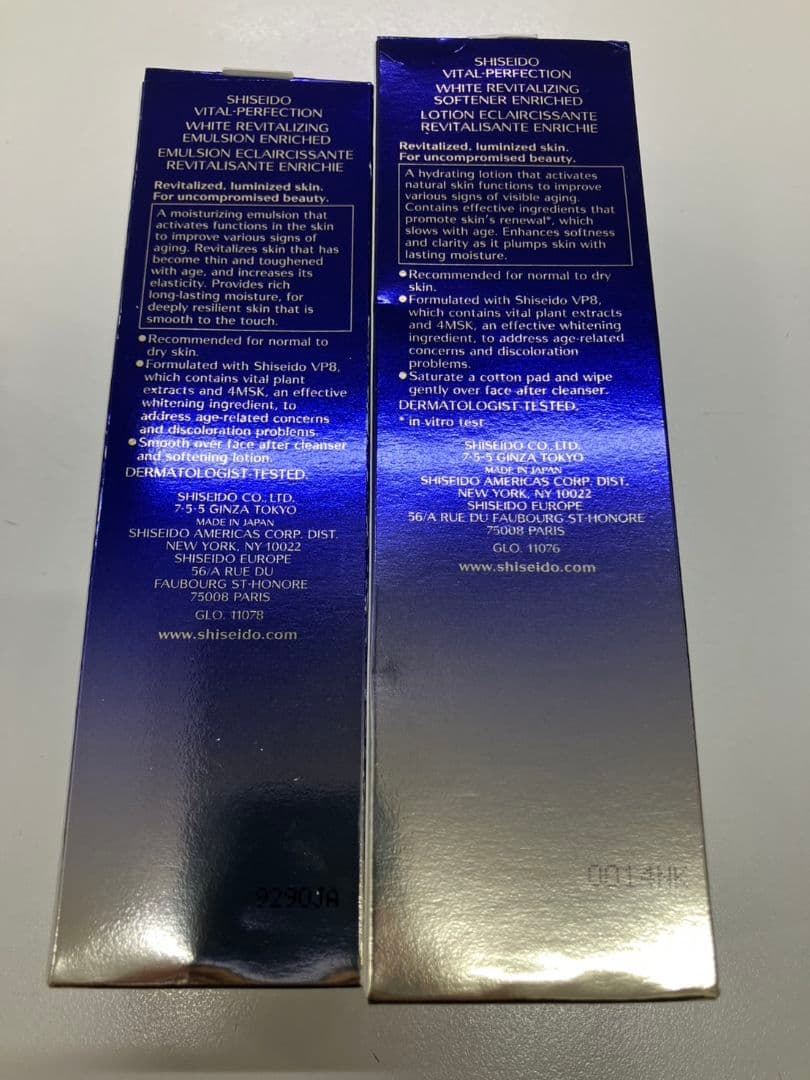 SHISEIDO
VITAL-PERFECTION
WHITE REVITALIZING
EMULSION ENRICHED
EMULSION ECLAIRCISSANTE
REVITALISANTE ENRICHIE
Revitalized, luminized skin.
For uncompromised beauty.
A moisturizing emulsion that
activates functions in the skin
to improve various signs of
aging. Revitalizes skin that has
become thin and toughened
with age, and increases its
elasticity. Provides rich
long-lasting moisture, for
deeply resilient skin that is
smooth to the touch.
●Recommended for normal to
dry skin.
●Formulated with Shiseido VP8,
which contains vital plant
extracts and 4MSK, an effective
whitening ingredient, to
address age-related concerns
and discoloration problems.
●Smooth over face after cleanser
and softening lotion.
DERMATOLOGIST-TESTED.
SHISEIDO CO., LTD.
7-5-5 GINZA TOKYO
MADE IN JAPAN
SHISEIDO AMERICAS CORP. DIST.
NEW YORK, NY 10022
SHISEIDO EUROPE
56/A RUE DU
FAUBOURG ST-HONORE
75008 PARIS
GLO. 11078
www.shiseido.com
9290JA
SHISEIDO
VITAL-PERFECTION
WHITE REVITALIZING
SOFTENER ENRICHED
LOTION ECLAIRCISSANTE
REVITALISANTE ENRICHIE
Revitalized, luminized skin.
For uncompromised beauty.
A hydrating lotion that activates
natural skin functions to improve
various signs of visible aging.
Contains effective ingredients that
promote skin's renewal*, which
slows with age. Enhances softness
and clarity as it plumps skin with
lasting moisture.
●Recommended for normal to dry
skin.
●Formulated with Shiseido VP8,
which contains vital plant extracts
and 4MSK, an effective whitening
ingredient, to address age-related
concerns and discoloration
problems.
●Saturate a cotton pad and wipe
gently over face after cleanser.
DERMATOLOGIST-TESTED.
* in-vitro test
SHISEIDO CO., LTD.
7-5-5 GINZA TOKYO
MADE IN JAPAN
SHISEIDO AMERICAS CORP. DIST.
NEW YORK, NY 10022
SHISEIDO EUROPE
56/A RUE DU FAUBOURG ST-HONORE
75008 PARIS
GLO. 11076
www.shiseido.com
0014HK